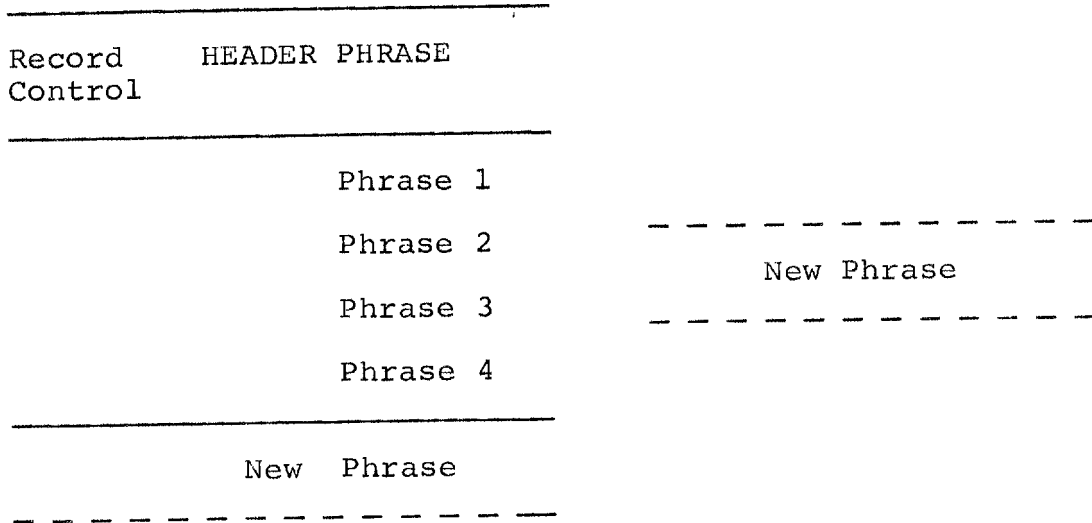 Record HEADER PHRASE
Control
Phrase 1
Phrase 2
Phrase 3
Phrase 4
New Phrase
New Phrase